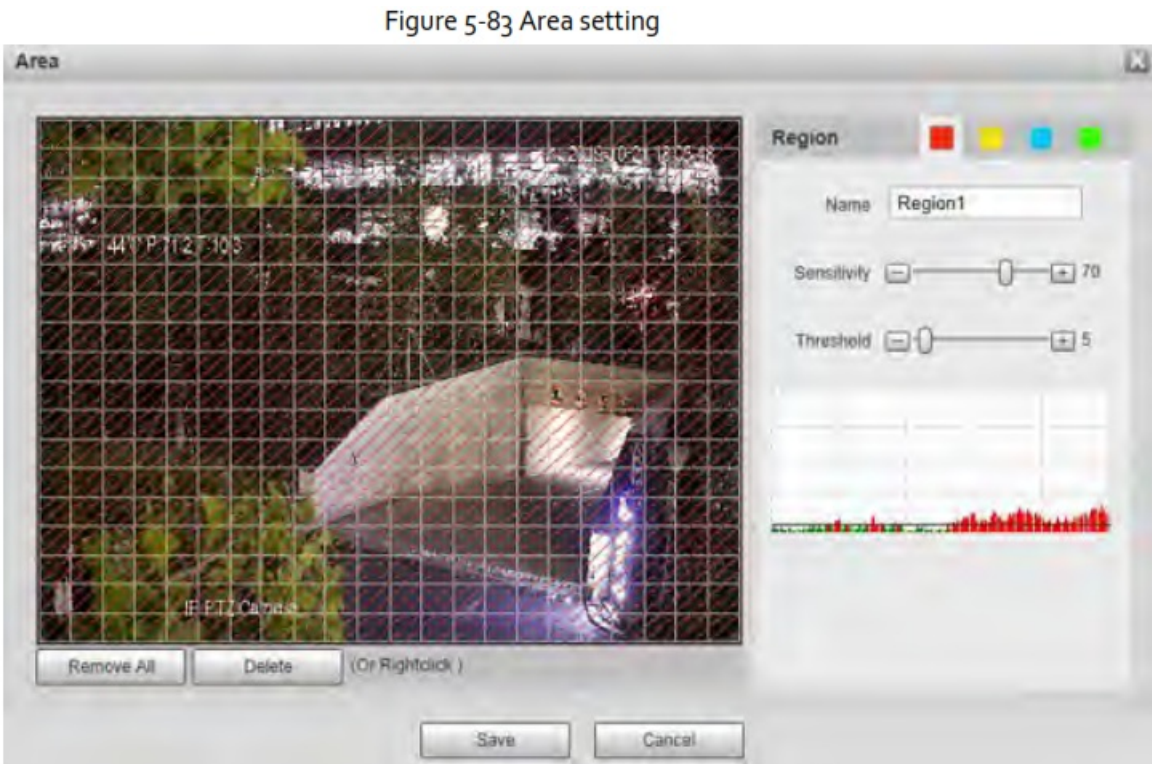 Figure 5-83 Area setting
Area
Region
Name Region1
Sensitivity 70
Threshold 5
IP PTZ Camera
Remove All Delete (Or Rightclick )
Save Cancel